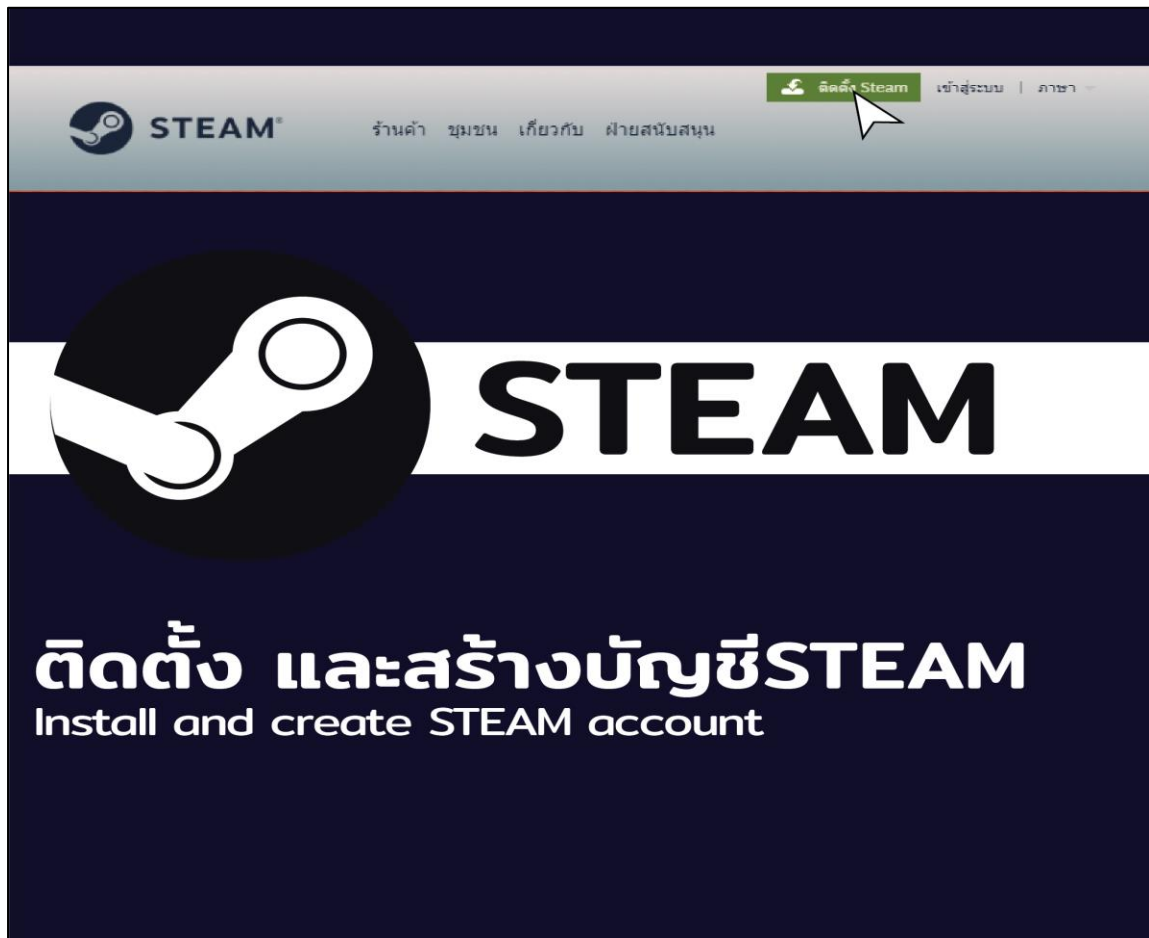 ติดตั้ง Steam เข้าสู่ระบบ | ภาษา
STEAM® ร้านค้า ชุมชน เกี่ยวกับ ฝ่ายสนับสนุน
STEAM
ติดตั้ง และสร้างบัญชีSTEAM
Install and create STEAM account